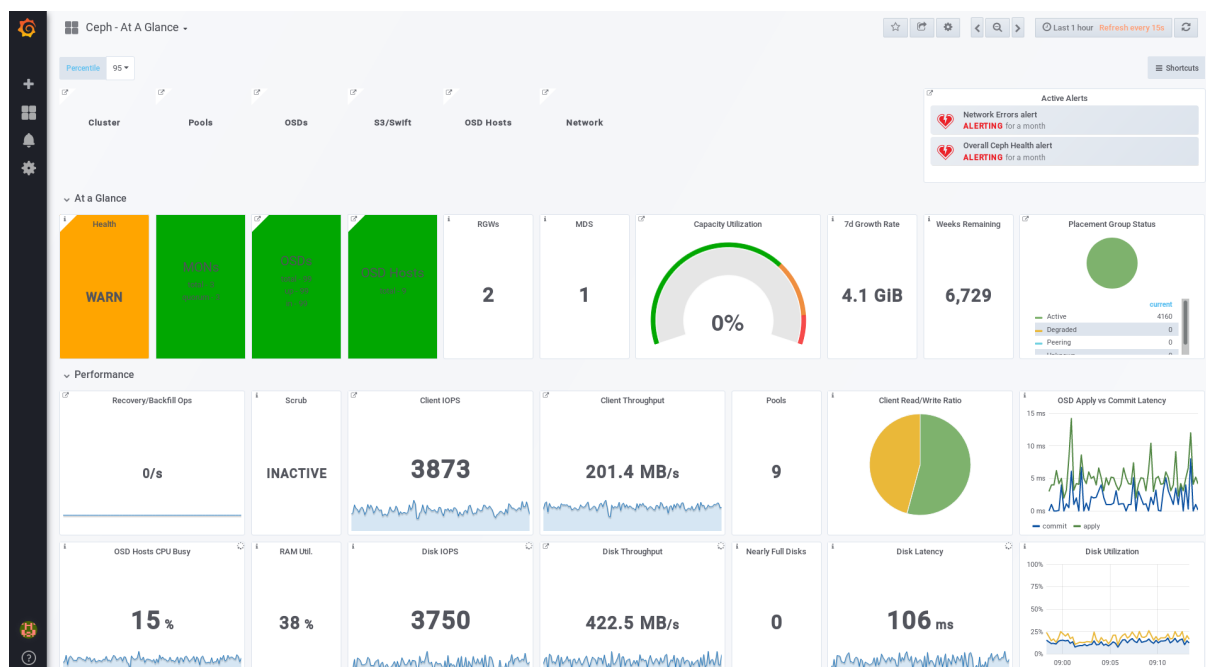 Ceph - At A Glance
Last 1 hour Refresh every 15s
Percentile 95
Shortcuts
Cluster
Pools
OSDs
S3/Swift
OSD Hosts
Network
Active Alerts
Network Errors alert
ALERTING for a month
Overall Ceph Health alert
ALERTING for a month
At a Glance
Health
WARN
MONs
OSDs
OSD Hosts
RGWs
2
MDS
1
Capacity Utilization
0%
7d Growth Rate
4.1 GiB
Weeks Remaining
6,729
Placement Group Status
current
Active 4160
Degraded 0
Peering 0
Performance
Recovery/Backfill Ops
0/s
Scrub
INACTIVE
Client IOPS
3873
Client Throughput
201.4 MB/s
Pools
9
Client Read/Write Ratio
OSD Apply vs Commit Latency
15 ms
10 ms
5 ms
0 ms
commit apply
OSD Hosts CPU Busy
15 %
RAM Util.
38 %
Disk IOPS
3750
Disk Throughput
422.5 MB/s
Nearly Full Disks
0
Disk Latency
106 ms
Disk Utilization
100%
75%
50%
25%
0%
09:00 09:05 09:10